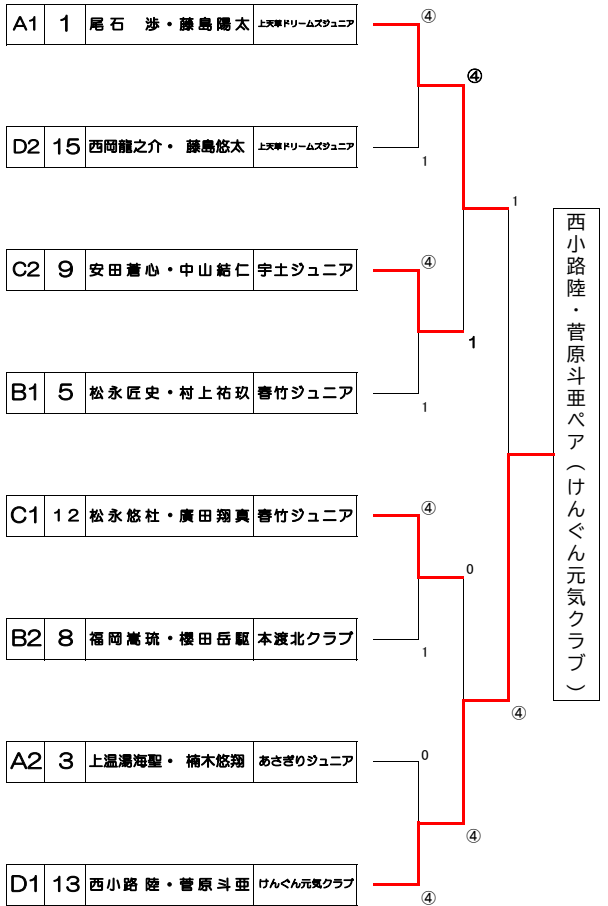 A1 1 尾石 渉・藤島陽太 上天草ドリームズジュニア
④
④
D2 15 西岡龍之介・ 藤島悠太 上天草ドリームズジュニア
1
1
C2 9 安田蒼心・中山結仁 宇土ジュニア
④
1
B1 5 松永匠史・村上祐玖 春竹ジュニア
1
西小路陸・菅原斗亜ペア（けんぐん元気クラブ）
C1 12 松永悠杜・廣田翔真 春竹ジュニア
④
0
B2 8 福岡嵩琉・櫻田岳駆 本渡北クラブ
1
④
A2 3 上温湯海聖・ 楠木悠翔 あさぎりジュニア
0
④
D1 13 西小路 陸・菅原斗亜 けんぐん元気クラブ
④